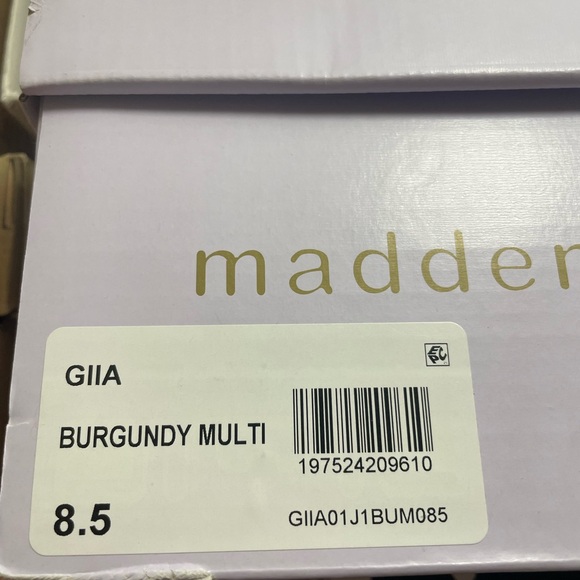 madden
GIIA
BURGUNDY MULTI
197524209610
8.5
GIIA01J1BUM085